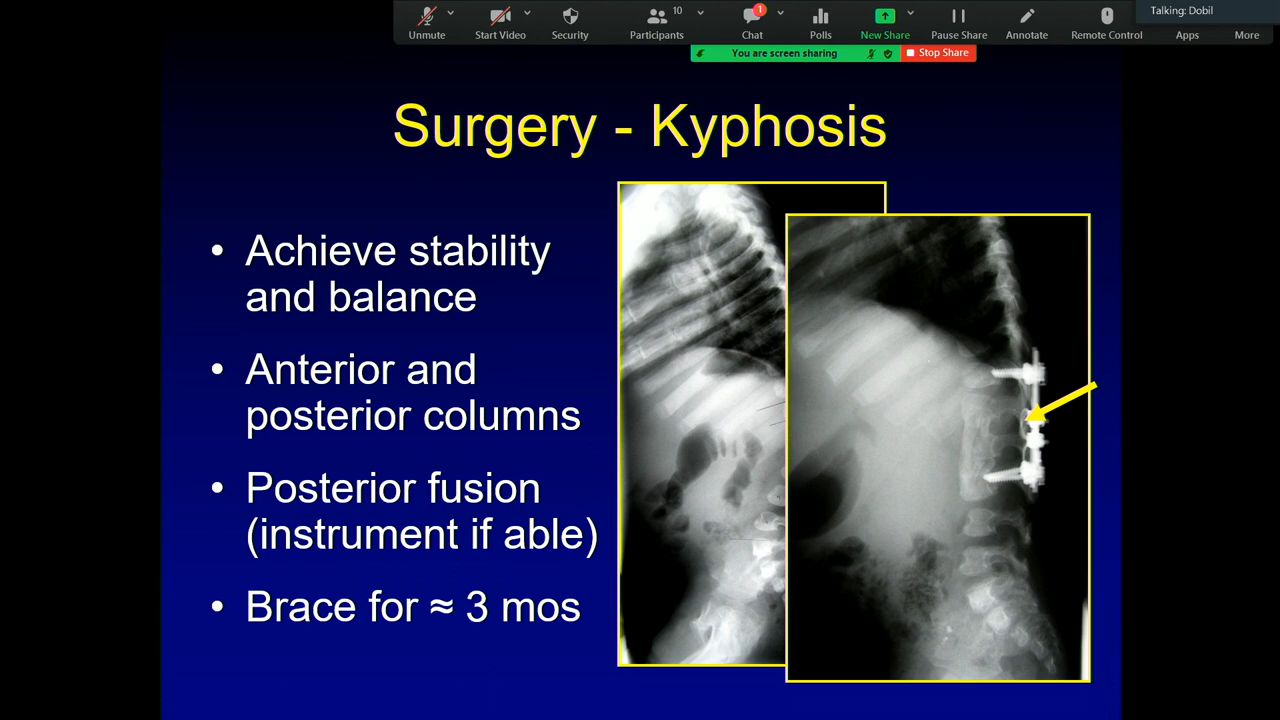 Talking: Dobil
10
1
Unmute
Start Video
Security
Participants
Chat
Polls
New Share
Pause Share
Annotate
Remote Control
Apps
More
You are screen sharing
Stop Share
Surgery - Kyphosis
• Achieve stability
and balance
• Anterior and
posterior columns
• Posterior fusion
(instrument if able)
• Brace for ≈ 3 mos